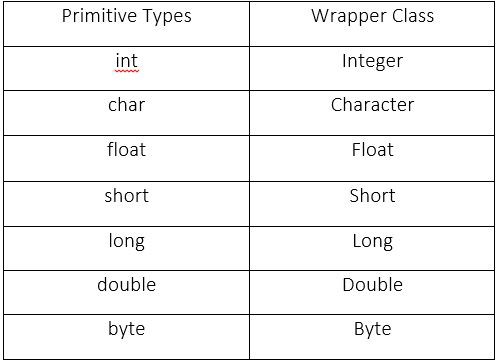 Primitive Types Wrapper Class
int Integer
char Character
float Float
short Short
long Long
double Double
byte Byte